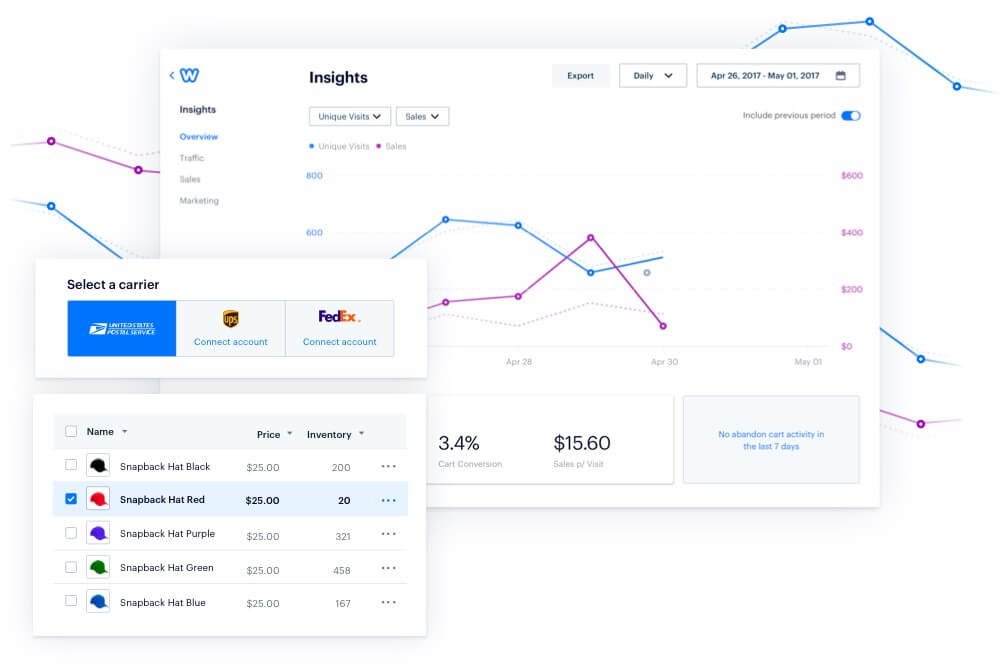 Insights
Export
Daily
Apr 26, 2017 - May 01, 2017
Insights
Overview
Traffic
Sales
Marketing
Unique Visits
Sales
Include previous period
Unique Visits
Sales
800
$600
600
$400
$200
$0
Apr 28
Apr 30
May 01
Select a carrier
UNITED STATES
POSTAL SERVICE
ups
Connect account
FedEx.
Connect account
3.4%
Cart Conversion
$15.60
Sales p/ Visit
No abandon cart activity in
the last 7 days
Name
Price
Inventory
Snapback Hat Black
$25.00
200
Snapback Hat Red
$25.00
20
Snapback Hat Purple
$25.00
321
Snapback Hat Green
$25.00
458
Snapback Hat Blue
$25.00
167